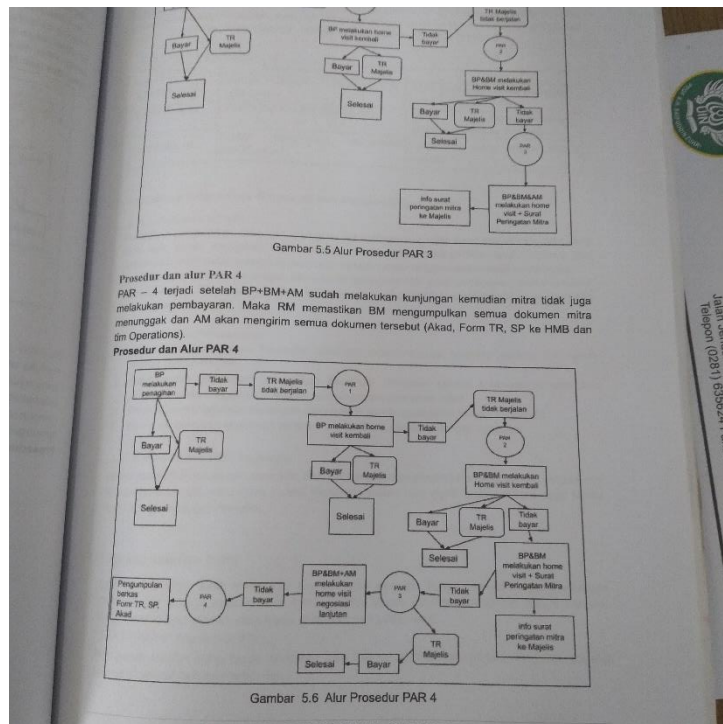 TR Majelis
tidak berjalan
BP melakukan home
visit kembali
Tidak
bayar
Bayar
TR
Majelis
Selesai
PAR
2
Bayar
TR
Majelis
Selesai
BP&BM melakukan
Home visit kembali
Bayar
TR
Majelis
Tidak
bayar
Selesai
PAR
3
info surat
peringatan mitra
ke Majelis
BP&BM&AM
melakukan home
visit + Surat
Peringatan Mitra
Gambar 5.5 Alur Prosedur PAR 3
Prosedur dan alur PAR 4
PAR – 4 terjadi setelah BP+BM+AM sudah melakukan kunjungan kemudian mitra tidak juga
melakukan pembayaran. Maka RM memastikan BM mengumpulkan semua dokumen mitra
menunggak dan AM akan mengirim semua dokumen tersebut (Akad, Form TR, SP ke HMB dan
tim Operations).
Prosedur dan Alur PAR 4
BP
melakukan
penagihan
Tidak
bayar
TR Majelis
tidak berjalan
PAR
1
TR Majelis
tidak berjalan
BP melakukan home
visit kembali
Tidak
bayar
PAR
2
Bayar
TR
Majelis
Bayar
TR
Majelis
BP&BM melakukan
Home visit kembali
Selesai
Selesai
Bayar
TR
Majelis
Tidak
bayar
Selesai
BP&BM
melakukan home
visit + Surat
Peringatan Mitra
Pengumpulan
berkas
Form TR, SP,
Akad
PAR
4
Tidak
bayar
BP&BM+AM
melakukan
home visit
negosiasi
lanjutan
PAR
3
Tidak
bayar
info surat
peringatan mitra
ke Majelis
TR
Majelis
Selesai
Bayar
Gambar 5.6 Alur Prosedur PAR 4
UIN
Telepon (0281)